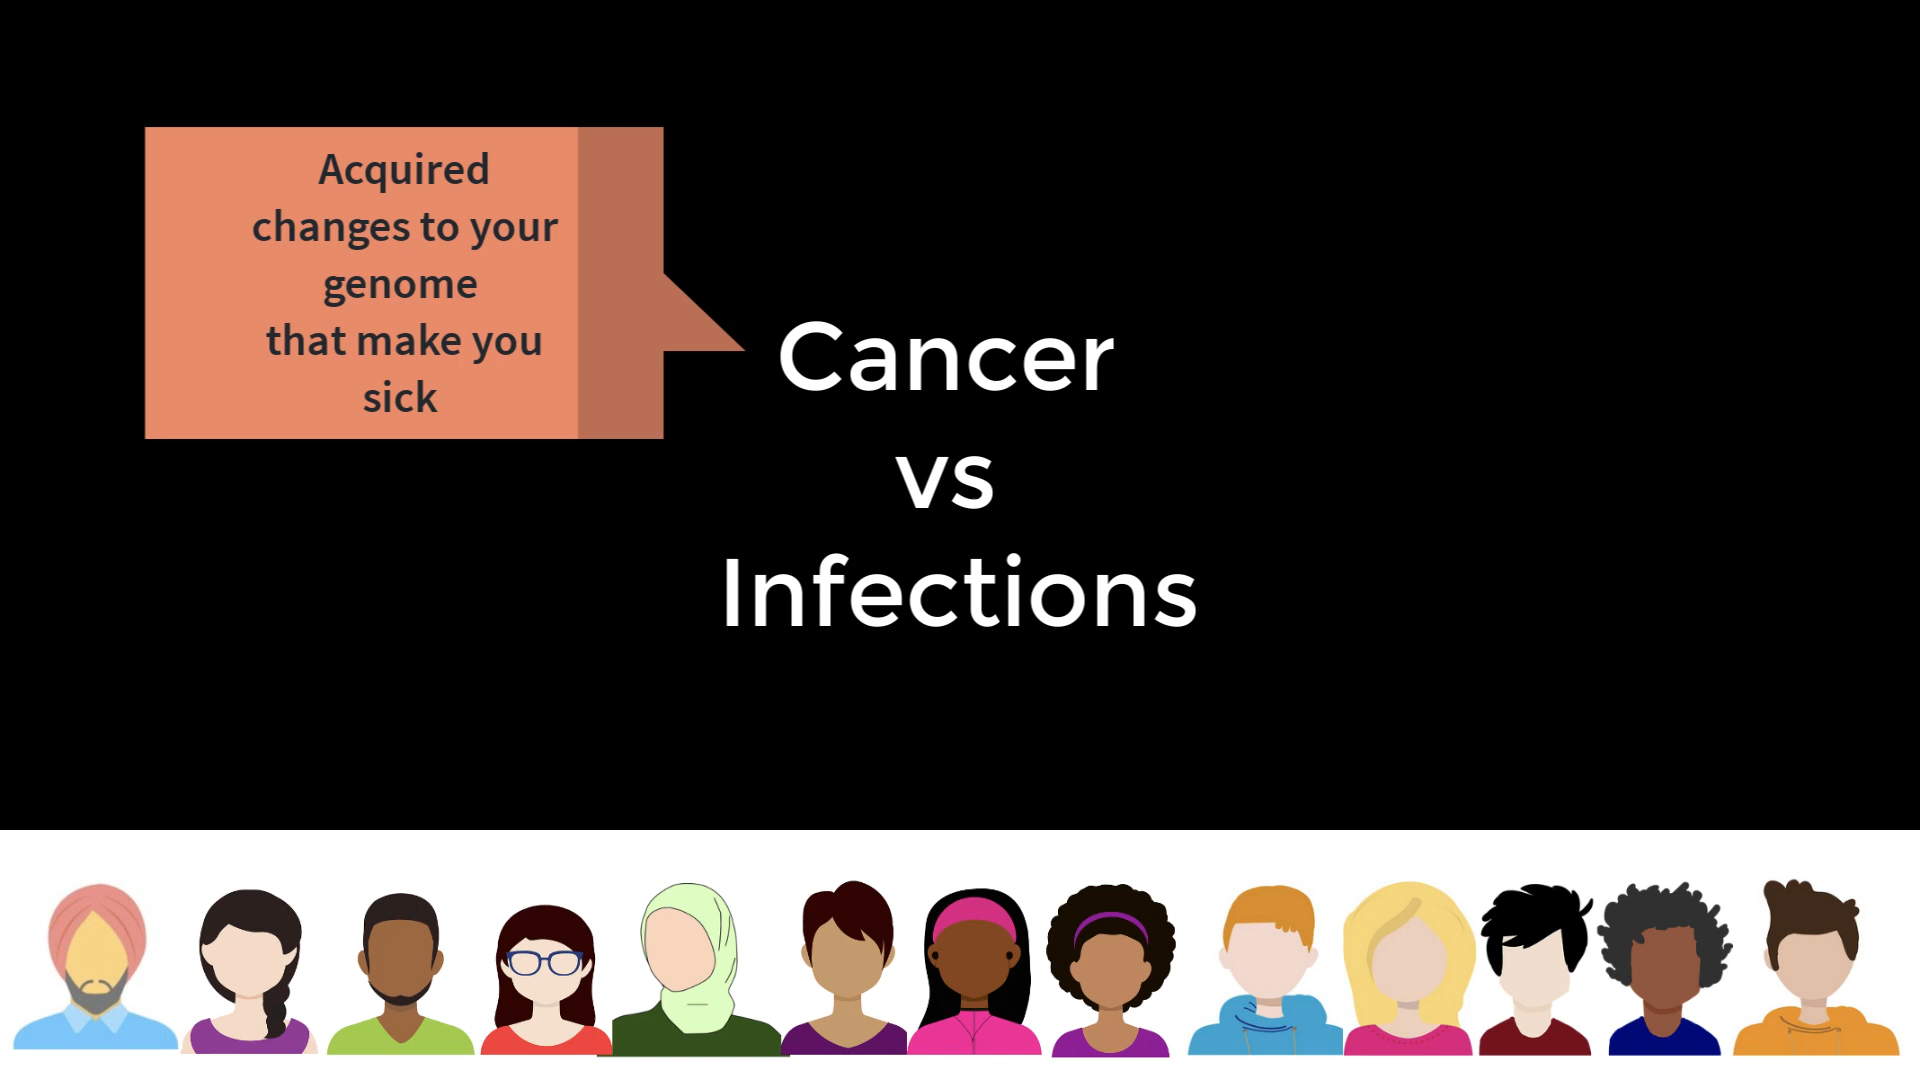 Acquired
changes to your
genome
that make you
sick
Cancer
vs
Infections